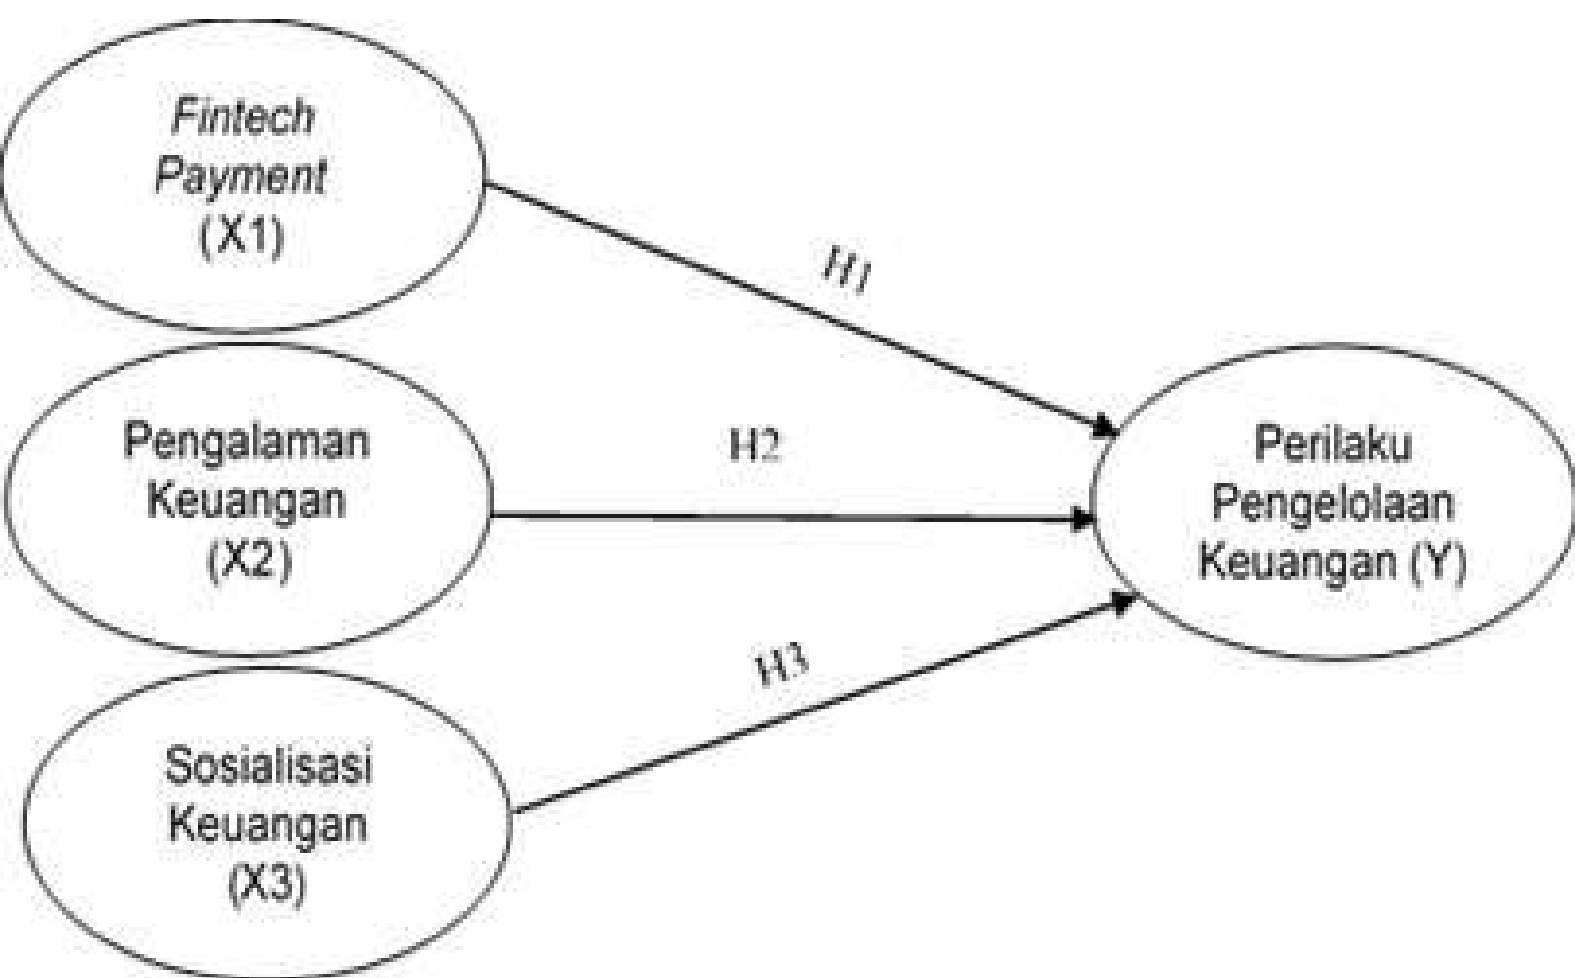 Fintech
Payment
(X1)
H1
Pengalaman
Keuangan
(X2)
H2
Perilaku
Pengelolaan
Keuangan (Y)
H3
Sosialisasi
Keuangan
(X3)